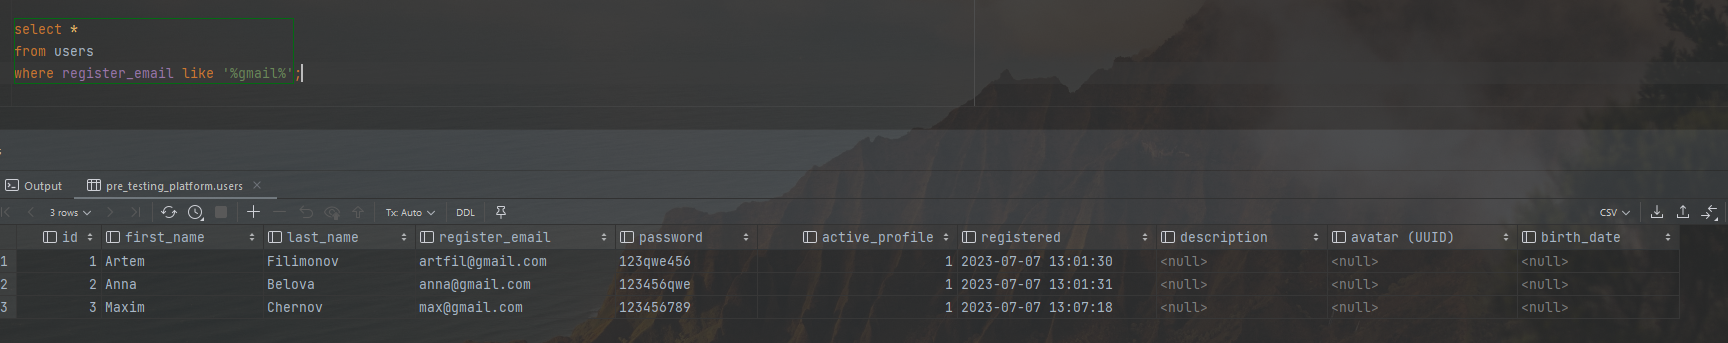 select *
from users
where register_email like '%gmail%';
Output pre_testing_platform.users
3 rows Tx: Auto DDL CSV
id first_name last_name register_email password active_profile registered description avatar (UUID) birth_date
1 1 Artem Filimonov artfil@gmail.com 123qwe456 1 2023-07-07 13:01:30 <null> <null> <null>
2 2 Anna Belova anna@gmail.com 123456qwe 1 2023-07-07 13:01:31 <null> <null> <null>
3 3 Maxim Chernov max@gmail.com 123456789 1 2023-07-07 13:07:18 <null> <null> <null>